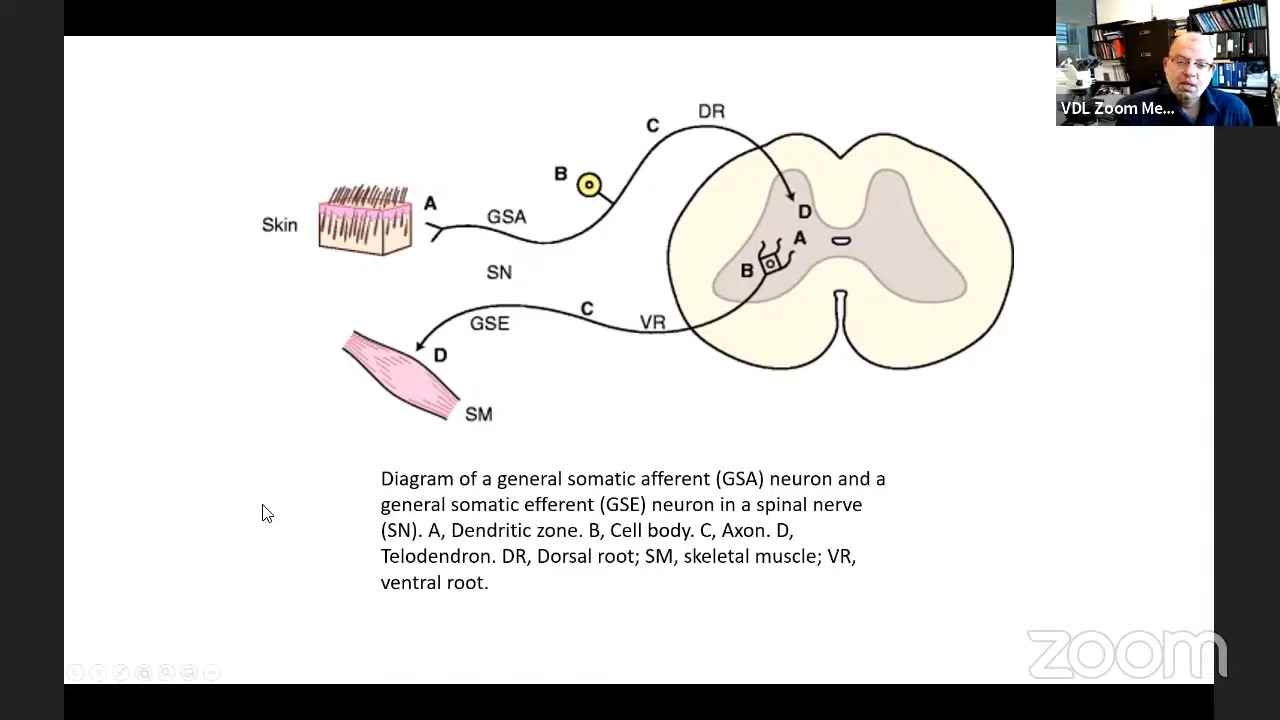 VDL Zoom Me...
DR
C
B
A
GSA
Skin
D
A
B
SN
C
GSE
VR
D
SM
Diagram of a general somatic afferent (GSA) neuron and a
general somatic efferent (GSE) neuron in a spinal nerve
(SN). A, Dendritic zone. B, Cell body. C, Axon. D,
Telodendron. DR, Dorsal root; SM, skeletal muscle; VR,
ventral root.
zoom